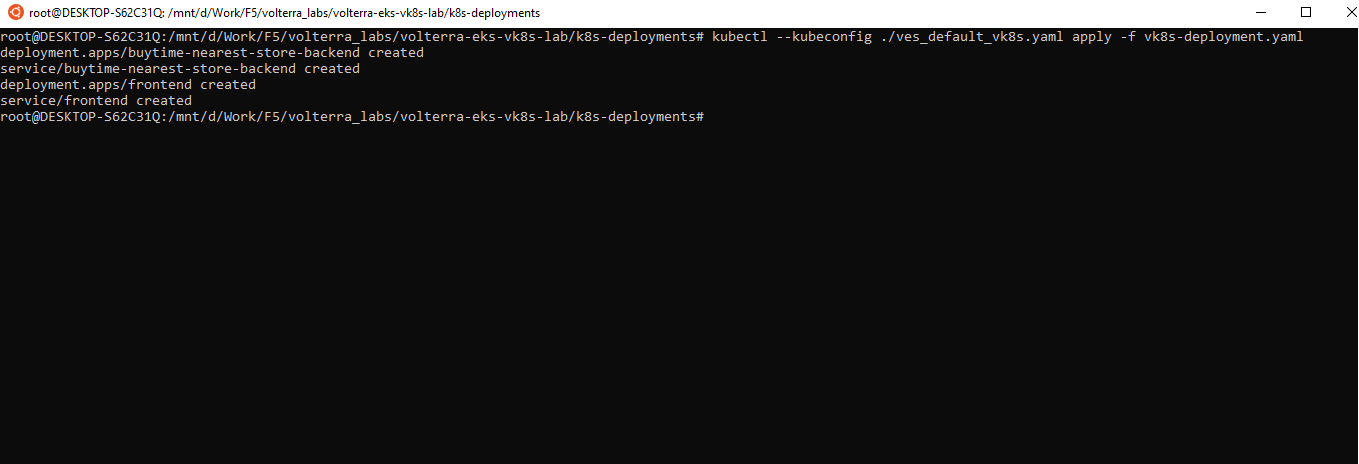 root@DESKTOP-S62C31Q: /mnt/d/Work/F5/volterra_labs/volterra-eks-vk8s-lab/k8s-deployments
root@DESKTOP-S62C31Q:/mnt/d/Work/F5/volterra_labs/volterra-eks-vk8s-lab/k8s-deployments# kubectl --kubeconfig ./ves_default_vk8s.yaml apply -f vk8s-deployment.yaml
deployment.apps/buytime-nearest-store-backend created
service/buytime-nearest-store-backend created
deployment.apps/frontend created
service/frontend created
root@DESKTOP-S62C31Q:/mnt/d/Work/F5/volterra_labs/volterra-eks-vk8s-lab/k8s-deployments#